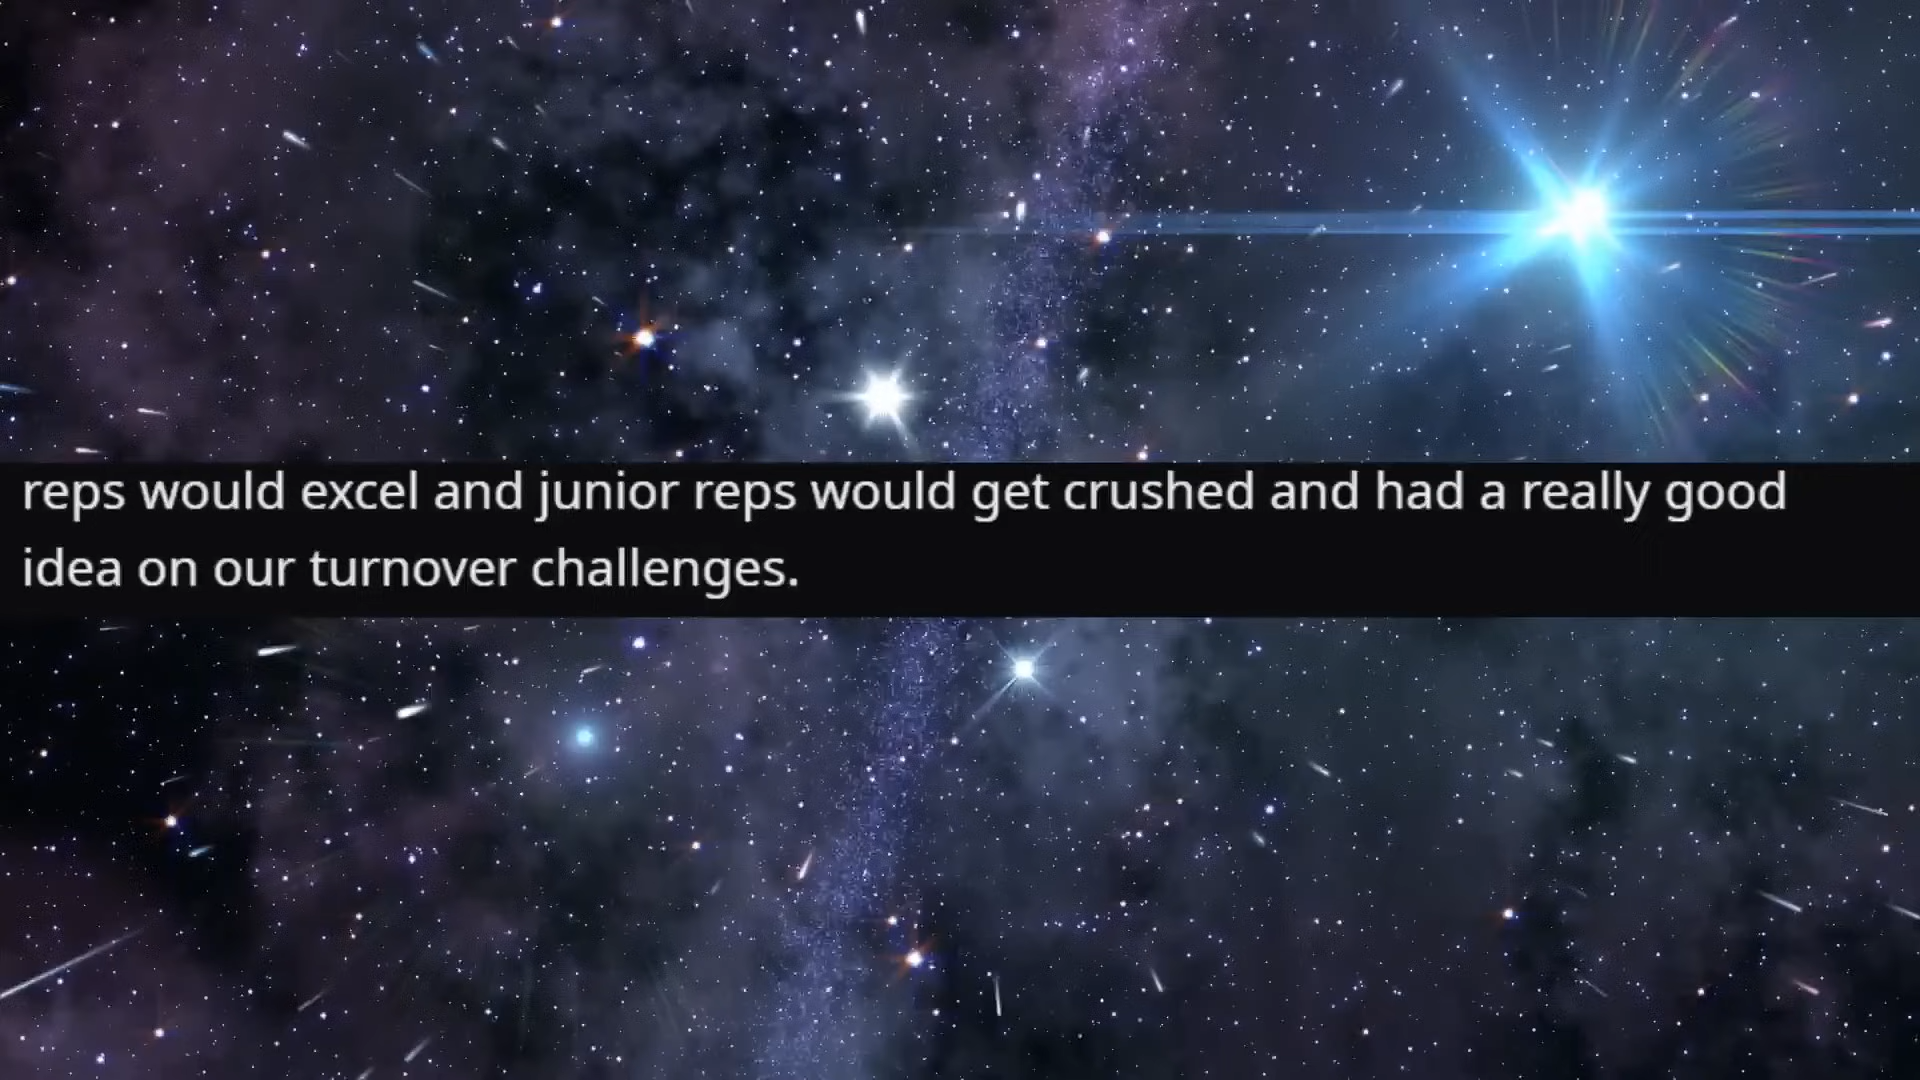 reps would excel and junior reps would get crushed and had a really good
idea on our turnover challenges.